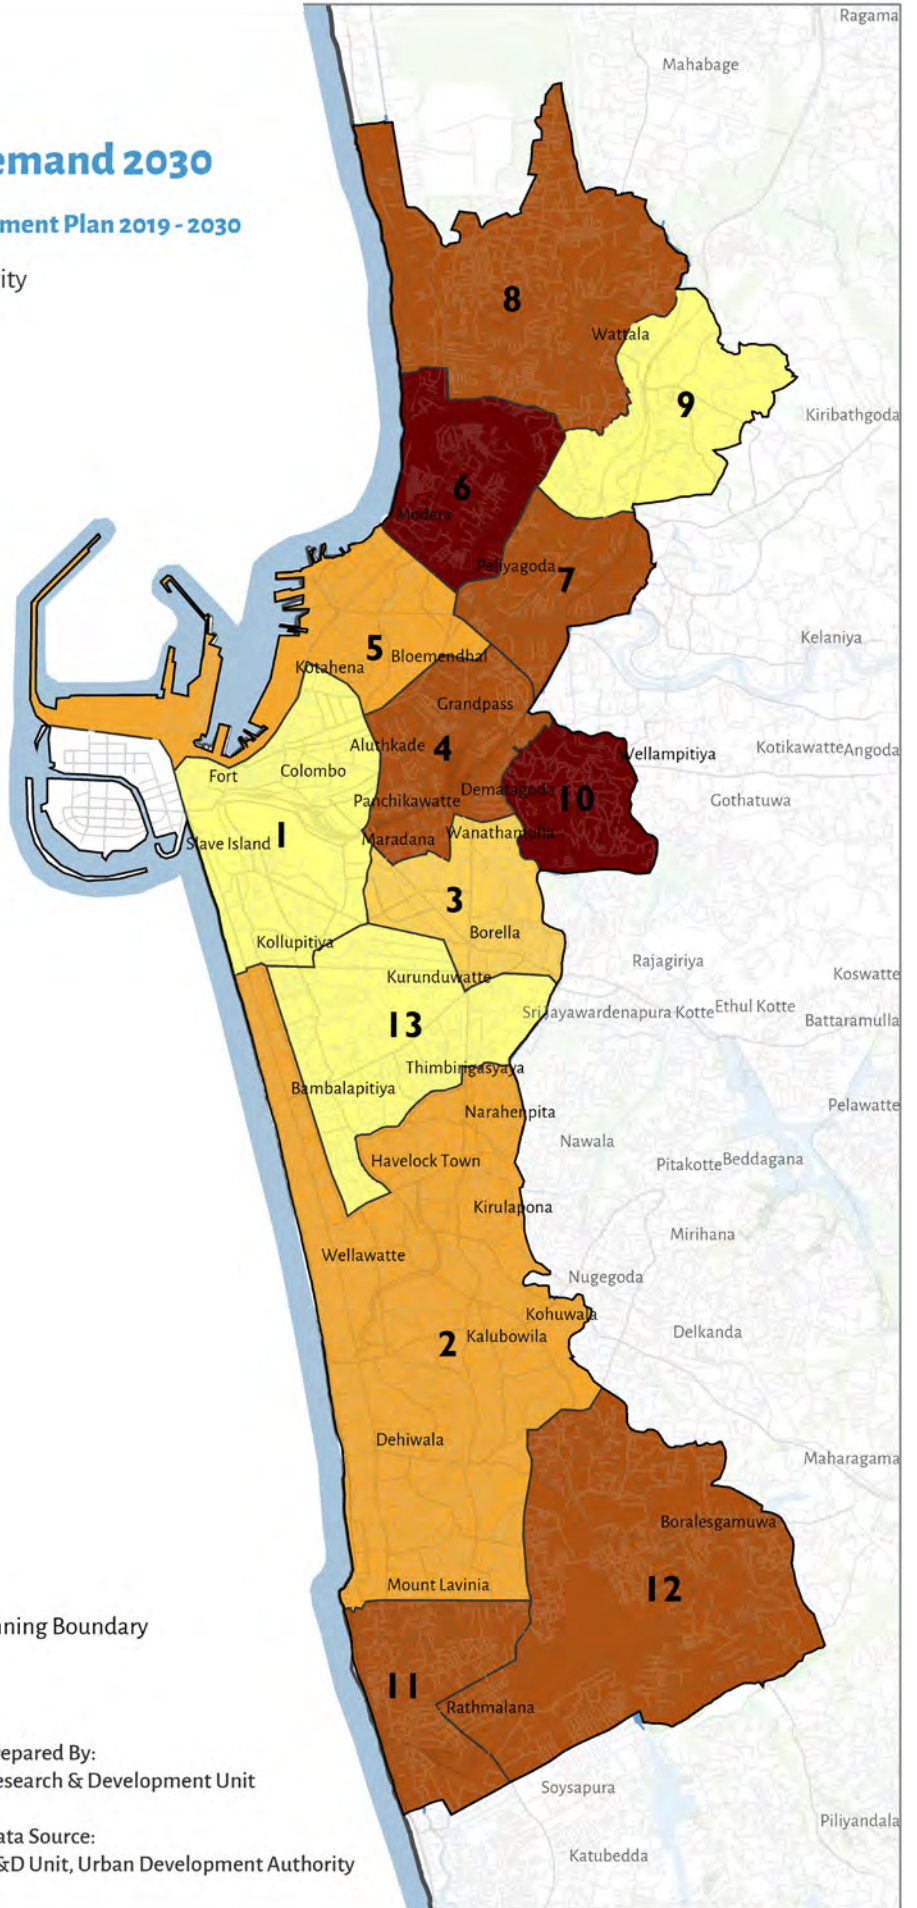 Ragama
Mahabage
emand 2030
ment Plan 2019 - 2030
ity
8
Wattala
9
Kiribathgoda
6
Modera
Peliyagoda
7
Kelaniya
5
Bloemendhal
Kotahena
Grandpass
Aluthkade
4
Vellampitiya
Kotikawatte
Angoda
Fort
Colombo
Dematagoda
10
Panchikawatte
Gothatuwa
Slave Island
1
Maradana
Wanathamulla
3
Borella
Kollupitiya
Rajagiriya
Kurunduwatte
Koswatte
13
Sri Jayawardenapura Kotte
Ethul Kotte
Battaramulla
Thimbirigasyaya
Bambalapitiya
Narahenpita
Pelawatte
Nawala
Havelock Town
Pitakotte
Beddagana
Kirulapona
Mirihana
Wellawatte
Nugegoda
Kohuwala
2
Kalubowila
Delkanda
Dehiwala
Maharagama
Boralesgamuwa
Mount Lavinia
12
nning Boundary
11
Rathmalana
epared By:
esearch & Development Unit
Soysapura
Piliyandala
ata Source:
&D Unit, Urban Development Authority
Katubedda